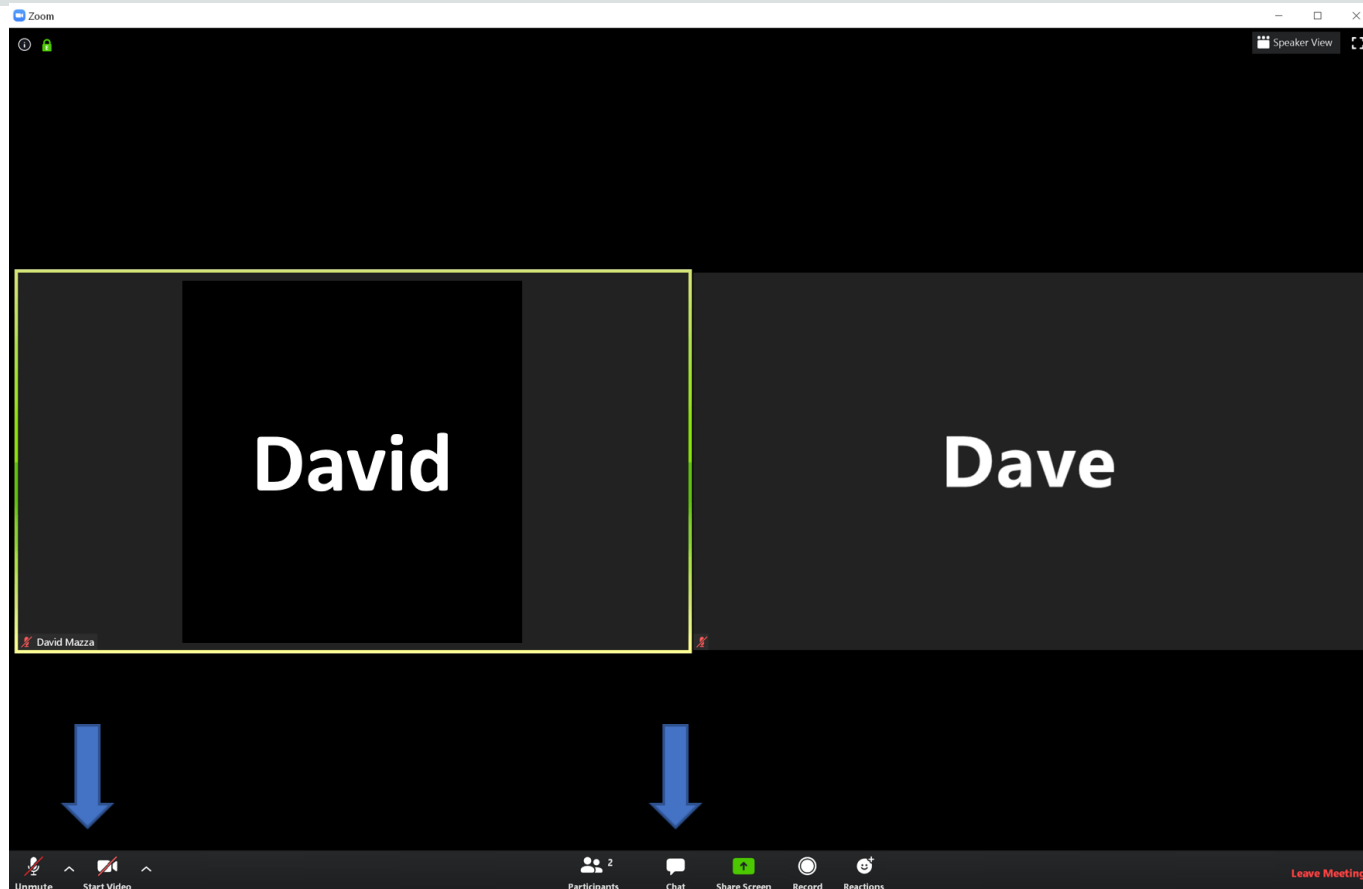 Zoom
Speaker View
David
Dave
David Mazza
2
Unmute
Start Video
Participants
Chat
Share Screen
Record
Reactions
Leave Meeting